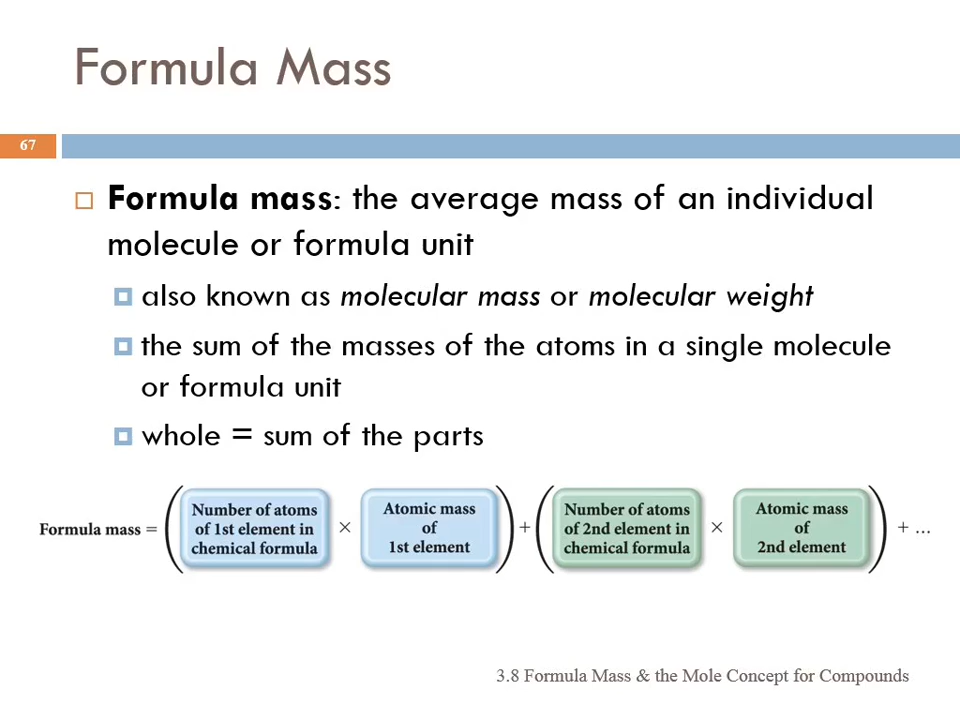 Formula Mass
67
Formula mass: the average mass of an individual
molecule or formula unit
also known as molecular mass or molecular weight
the sum of the masses of the atoms in a single molecule
or formula unit
whole = sum of the parts
Formula mass = ( Number of atoms of 1st element in chemical formula × Atomic mass of 1st element ) + ( Number of atoms of 2nd element in chemical formula × Atomic mass of 2nd element ) + ...
3.8 Formula Mass & the Mole Concept for Compounds